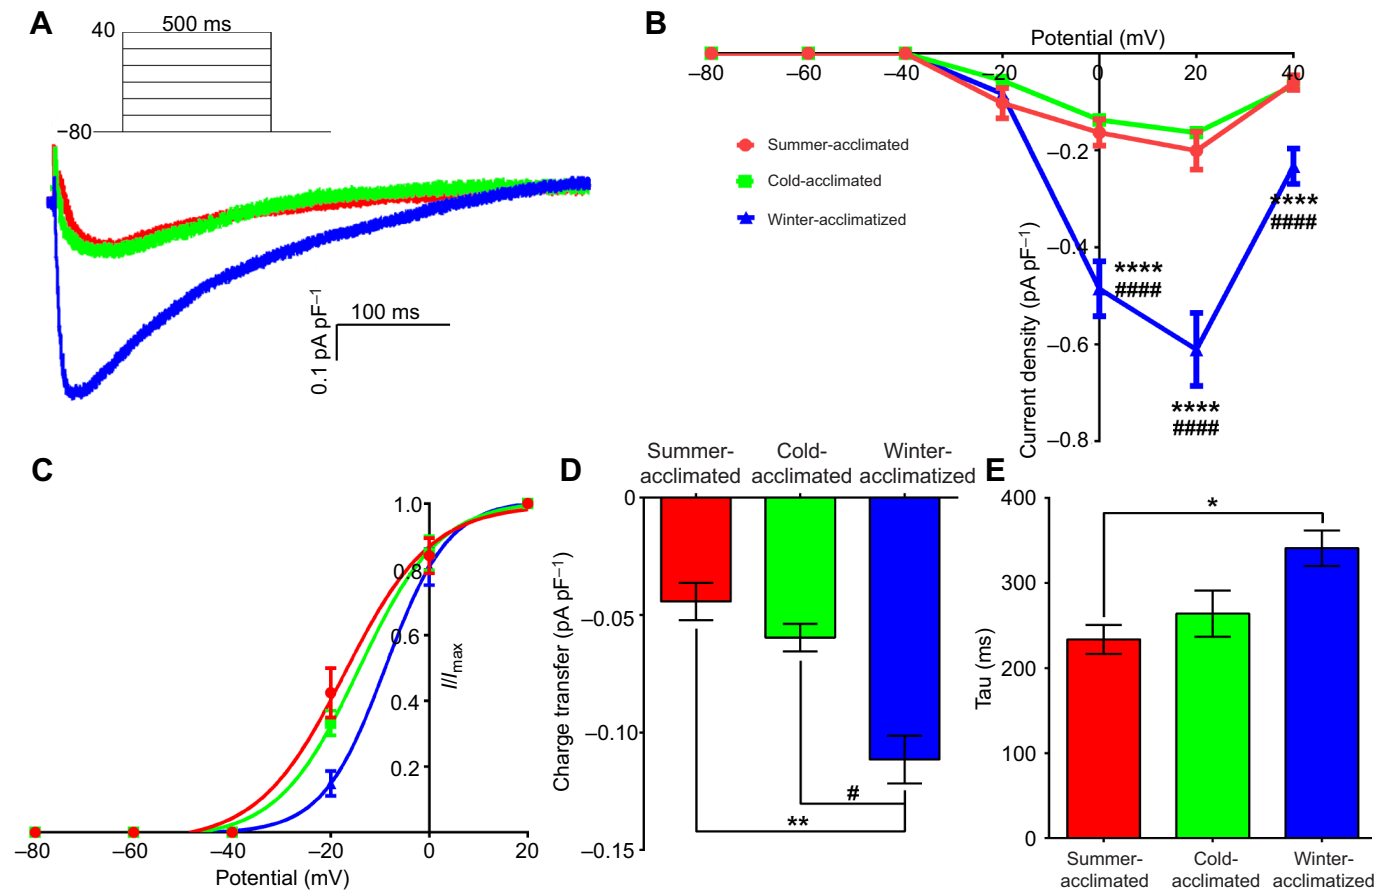 A
40
500 ms
−80
0.1 pA pF−1
100 ms
B
Potential (mV)
−80
−60
−40
−20
0
20
40
Summer-acclimated
Cold-acclimated
Winter-acclimatized
−0.2
−0.4
−0.6
−0.8
Current density (pA pF−1)
****
####
****
####
****
####
C
1.0
0.8
0.6
0.4
0.2
I/Imax
−80
−60
−40
−20
0
20
Potential (mV)
D
Summer-
acclimated
Cold-
acclimated
Winter-
acclimatized
0
−0.05
−0.10
−0.15
Charge transfer (pA pF−1)
#
**
E
400
300
200
100
0
Tau (ms)
*
Summer-
acclimated
Cold-
acclimated
Winter-
acclimatized